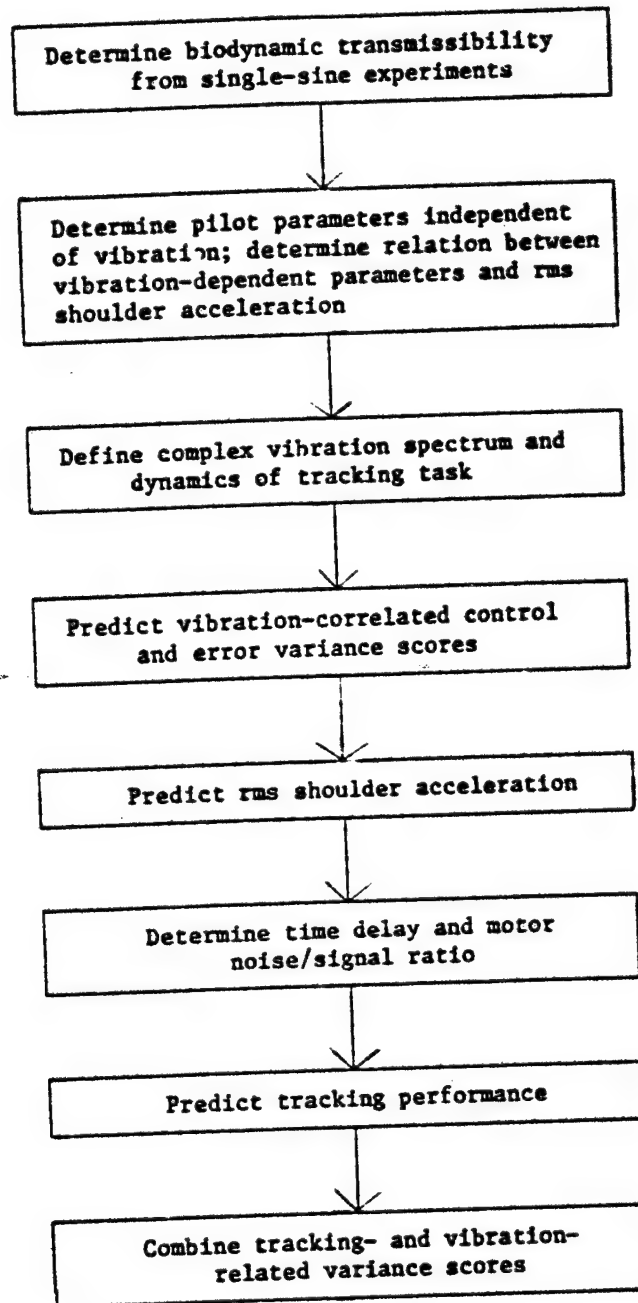 Determine biodynamic transmissibility
from single-sine experiments
Determine pilot parameters independent
of vibration; determine relation between
vibration-dependent parameters and rms
shoulder acceleration
Define complex vibration spectrum and
dynamics of tracking task
Predict vibration-correlated control
and error variance scores
Predict rms shoulder acceleration
Determine time delay and motor
noise/signal ratio
Predict tracking performance
Combine tracking- and vibration-
related variance scores